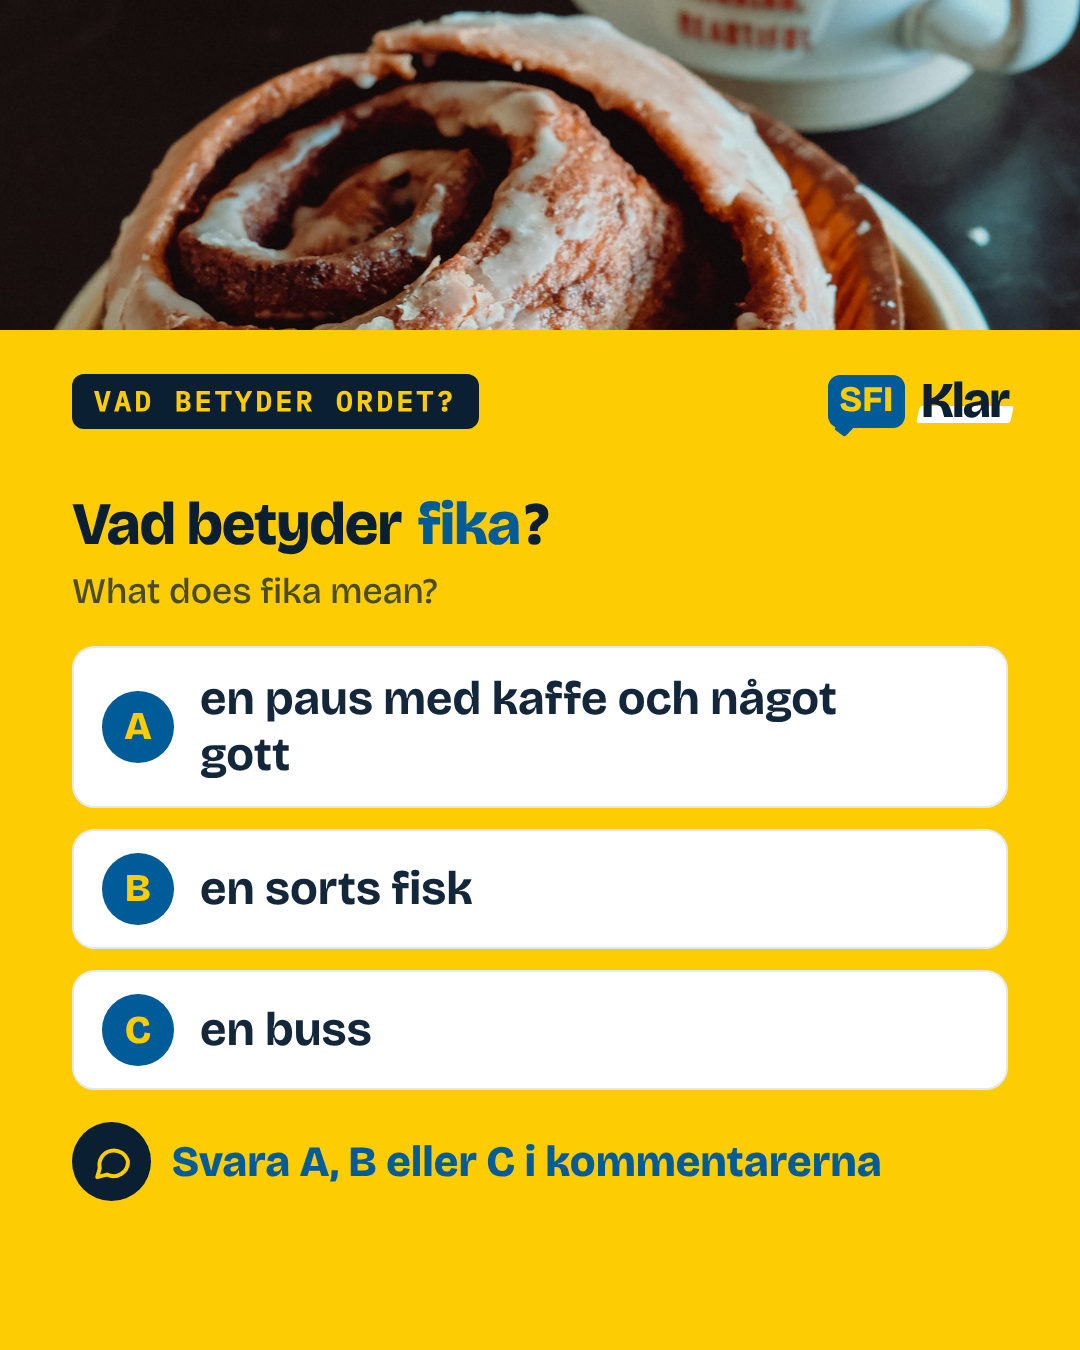 BEAUTIFUL
VAD BETYDER ORDET?
SFI Klar
Vad betyder fika?
What does fika mean?
A en paus med kaffe och något
gott
B en sorts fisk
C en buss
Svara A, B eller C i kommentarerna